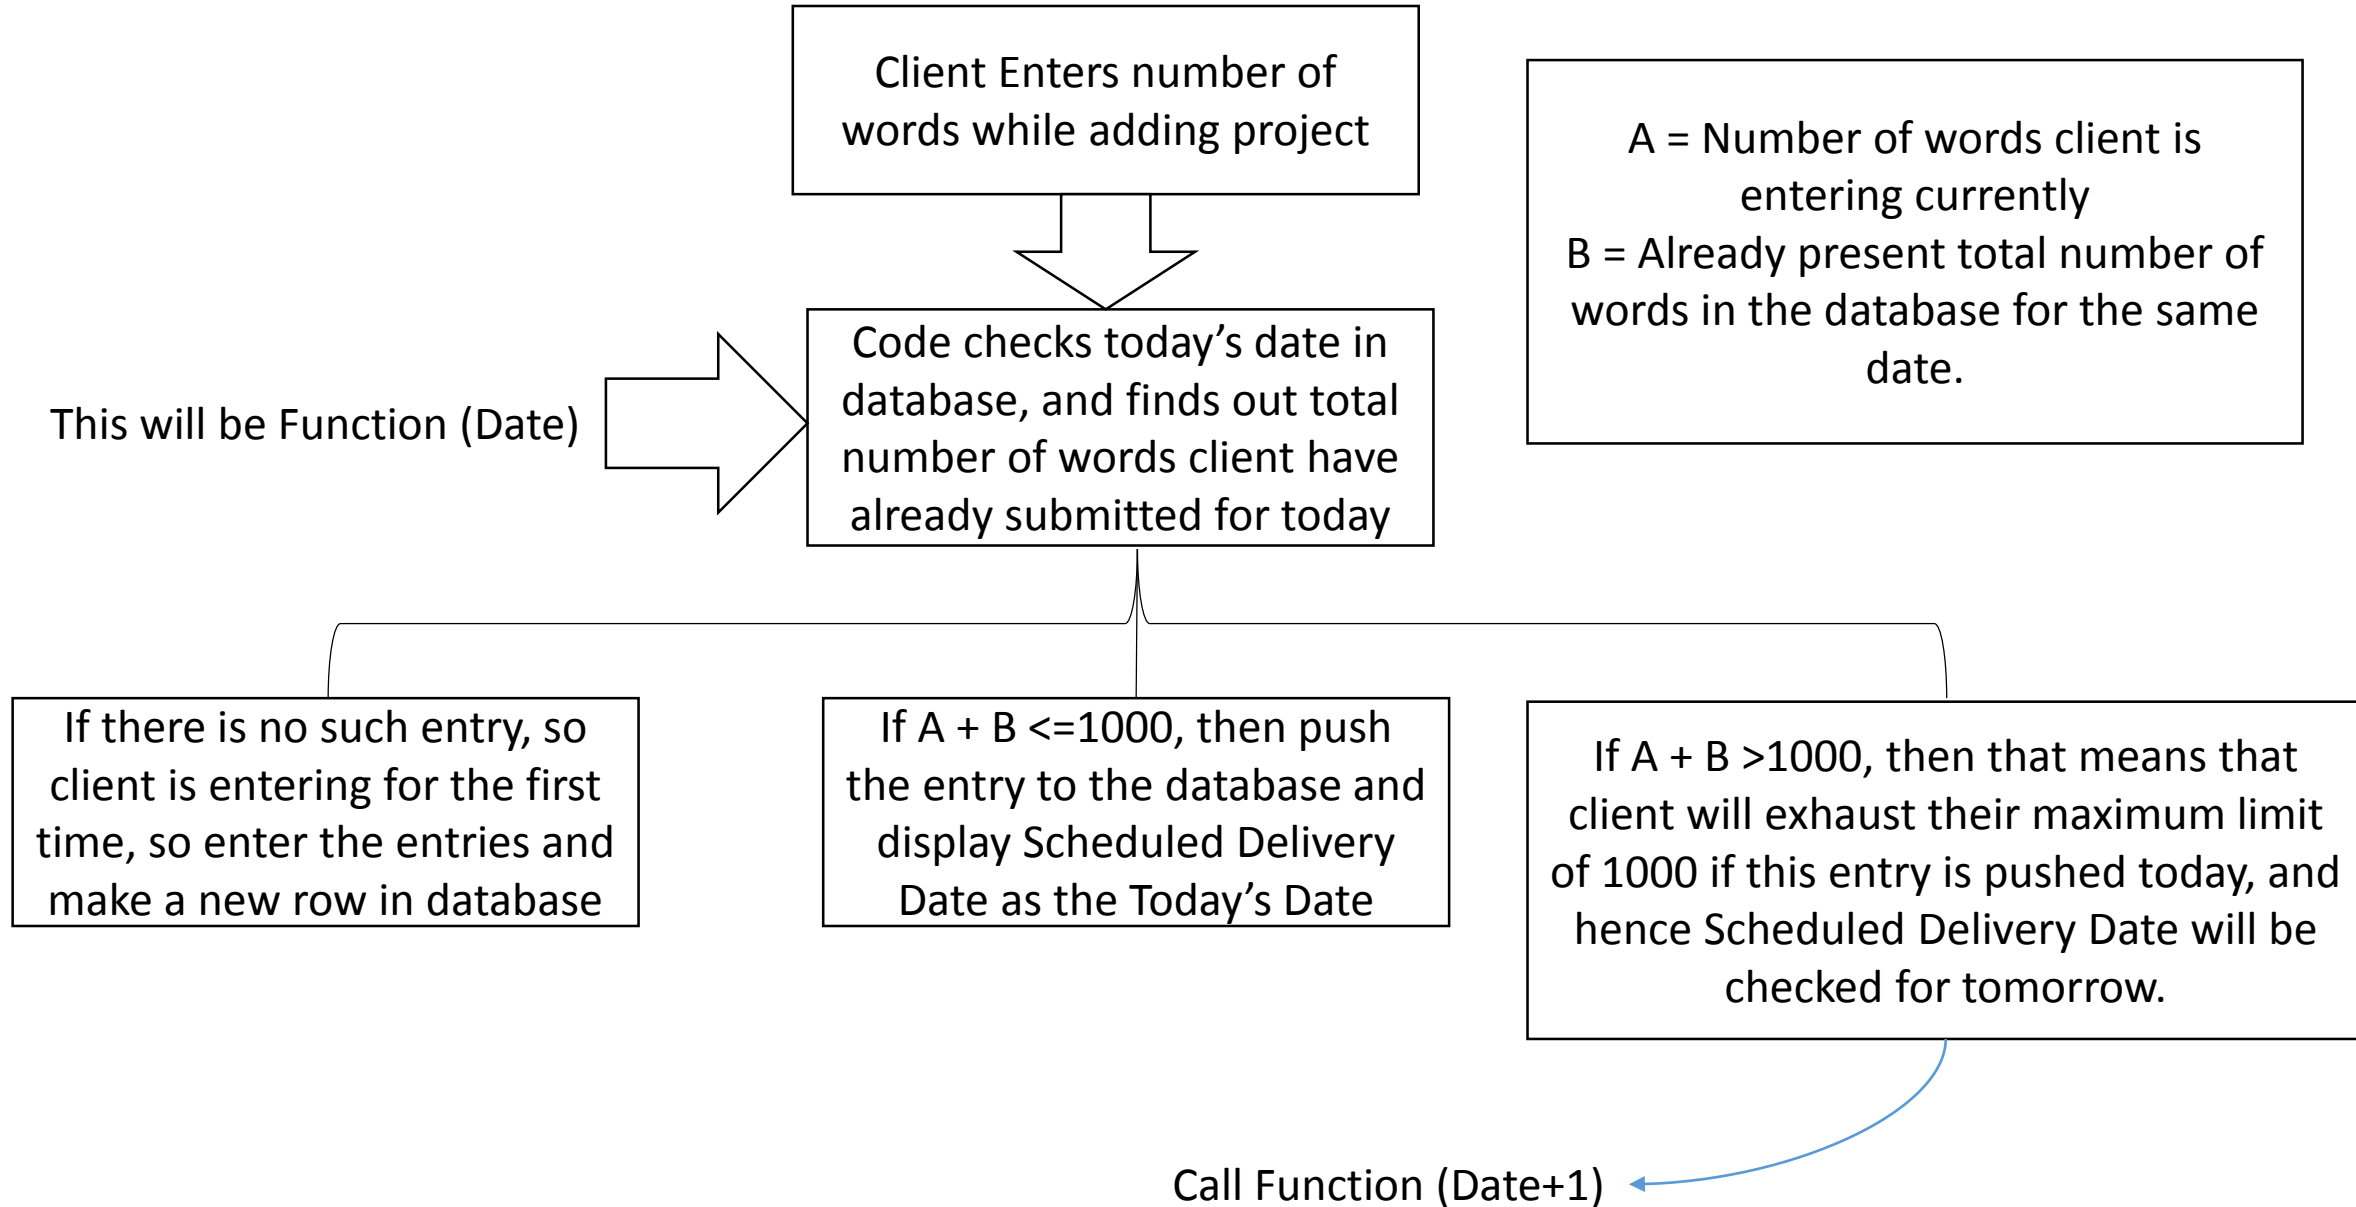 Client Enters number of
words while adding project
A = Number of words client is
entering currently
B = Already present total number of
words in the database for the same
date.
This will be Function (Date)
Code checks today’s date in
database, and finds out total
number of words client have
already submitted for today
If there is no such entry, so
client is entering for the first
time, so enter the entries and
make a new row in database
If A + B <=1000, then push
the entry to the database and
display Scheduled Delivery
Date as the Today’s Date
If A + B >1000, then that means that
client will exhaust their maximum limit
of 1000 if this entry is pushed today, and
hence Scheduled Delivery Date will be
checked for tomorrow.
Call Function (Date+1)